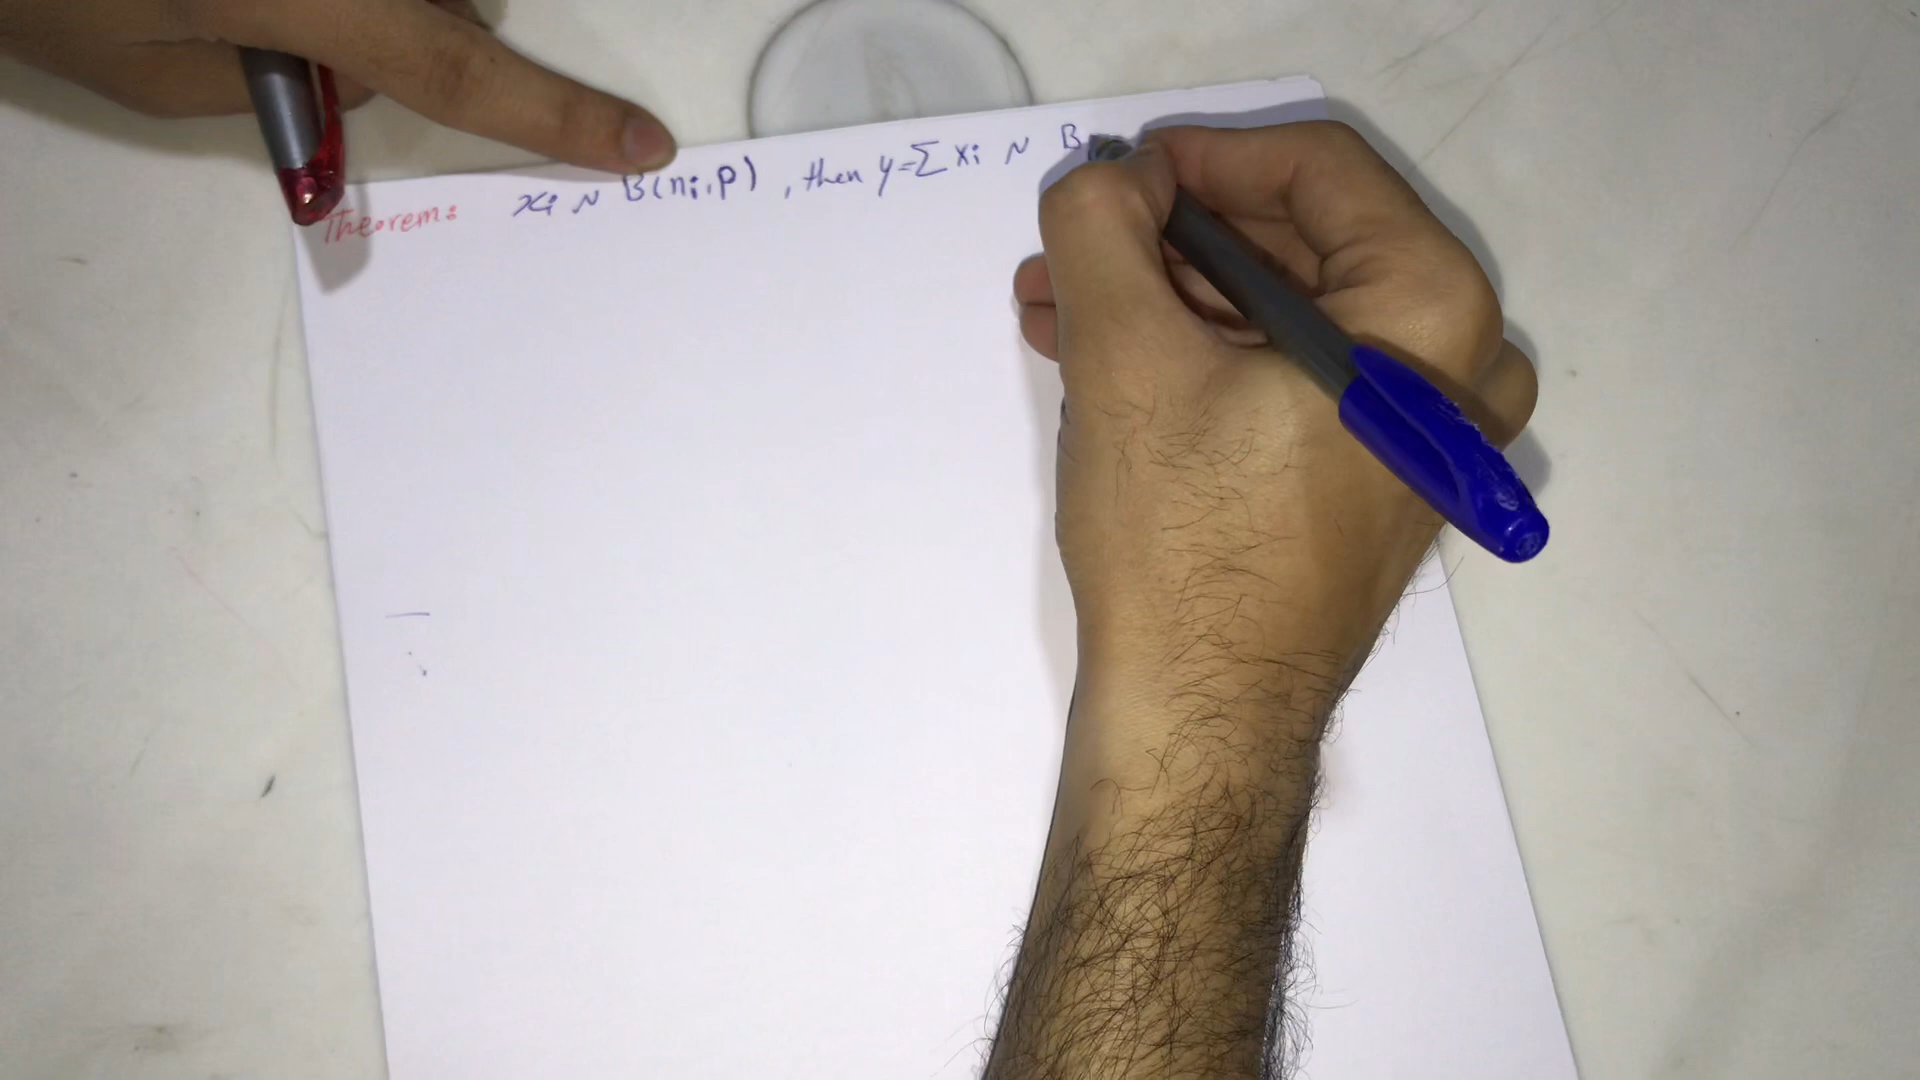 Theorem: xi ~ B(ni, p), then y=∑ xi ~ B